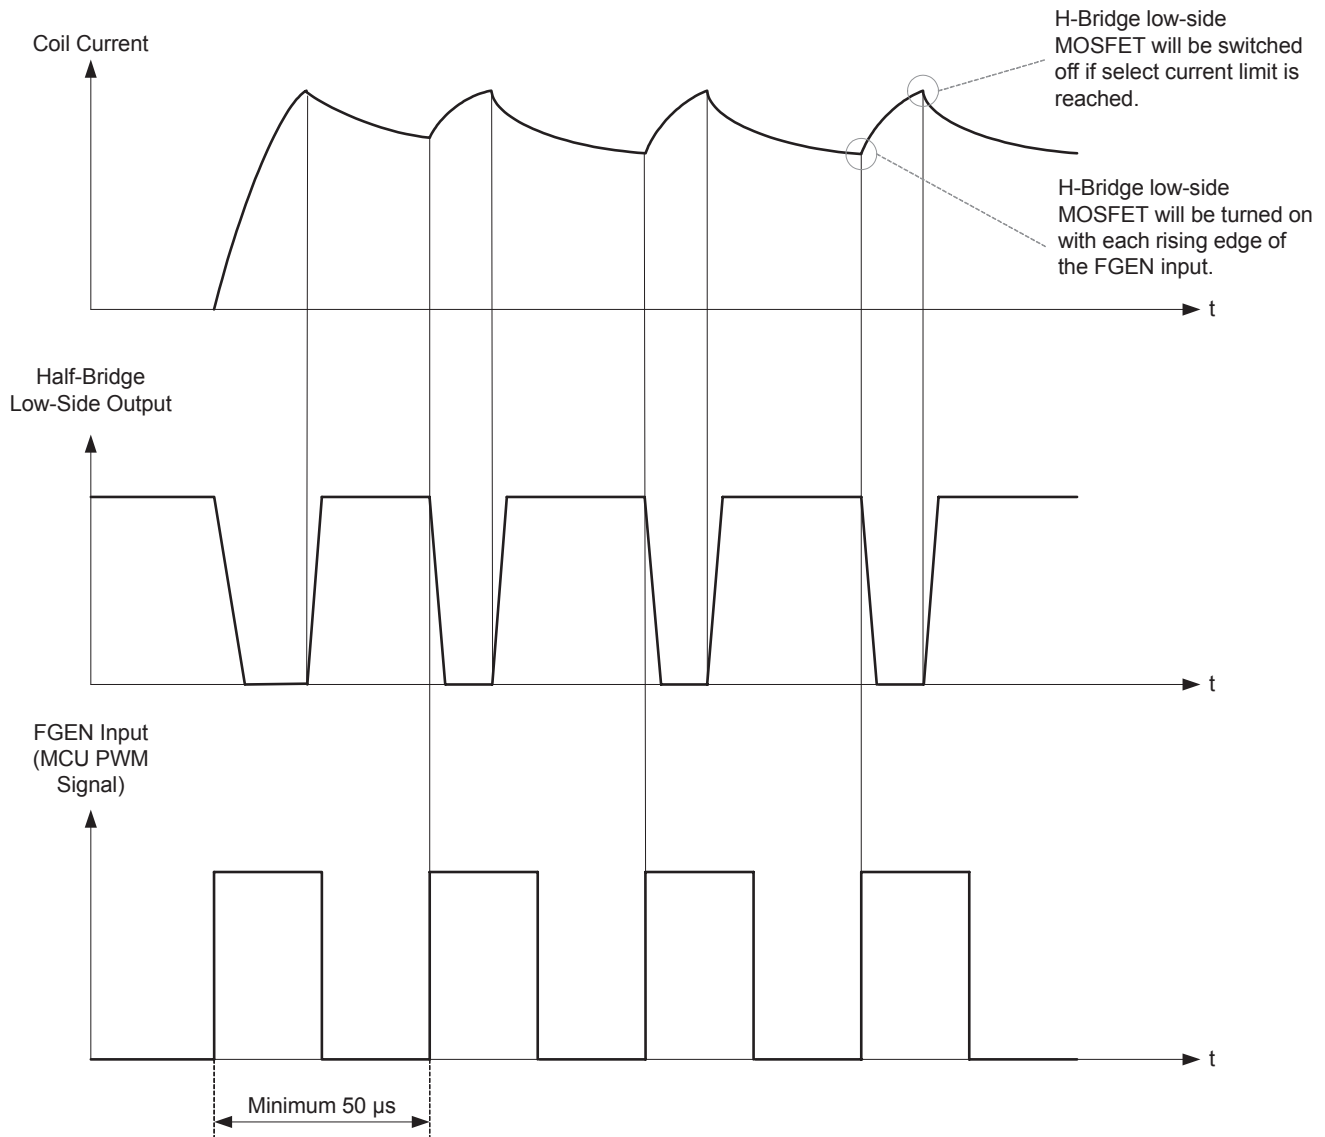 H-Bridge low-side
MOSFET will be switched
off if select current limit is
reached.
Coil Current
H-Bridge low-side
MOSFET will be turned on
with each rising edge of
the FGEN input.
t
Half-Bridge
Low-Side Output
t
FGEN Input
(MCU PWM
Signal)
t
Minimum 50 µs